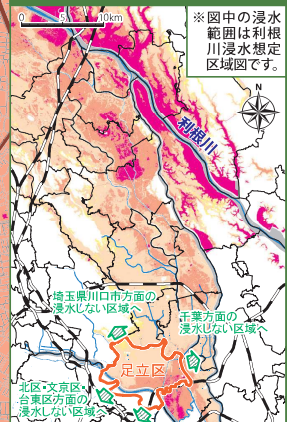 0 5 10km
※図中の浸水
範囲は利根
川浸水想定
区域図です。
N
利根川
埼玉県川口市方面の
浸水しない区域へ
千葉方面の
浸水しない区域へ
足立区
北区・文京区・
台東区方面の
浸水しない区域へ